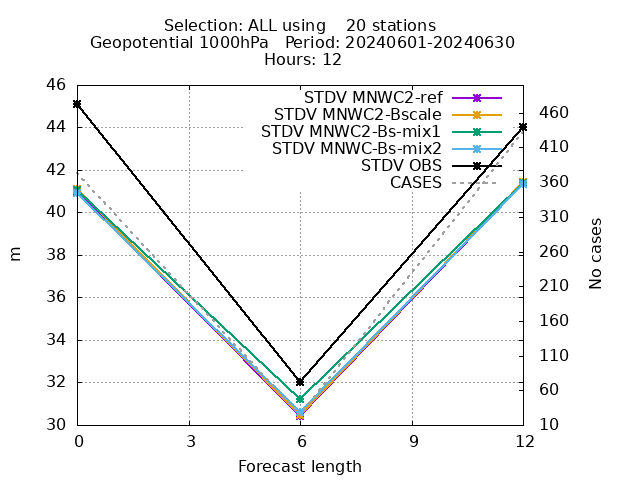 Selection: ALL using    20 stations
Geopotential 1000hPa   Period: 20240601-20240630
Hours: 12
STDV MNWC2-ref
STDV MNWC2-Bscale
STDV MNWC2-Bs-mix1
STDV MNWC-Bs-mix2
STDV OBS
CASES
46
44
42
40
38
36
34
32
30
m
460
410
360
310
260
210
160
110
60
10
No cases
0
3
6
9
12
Forecast length